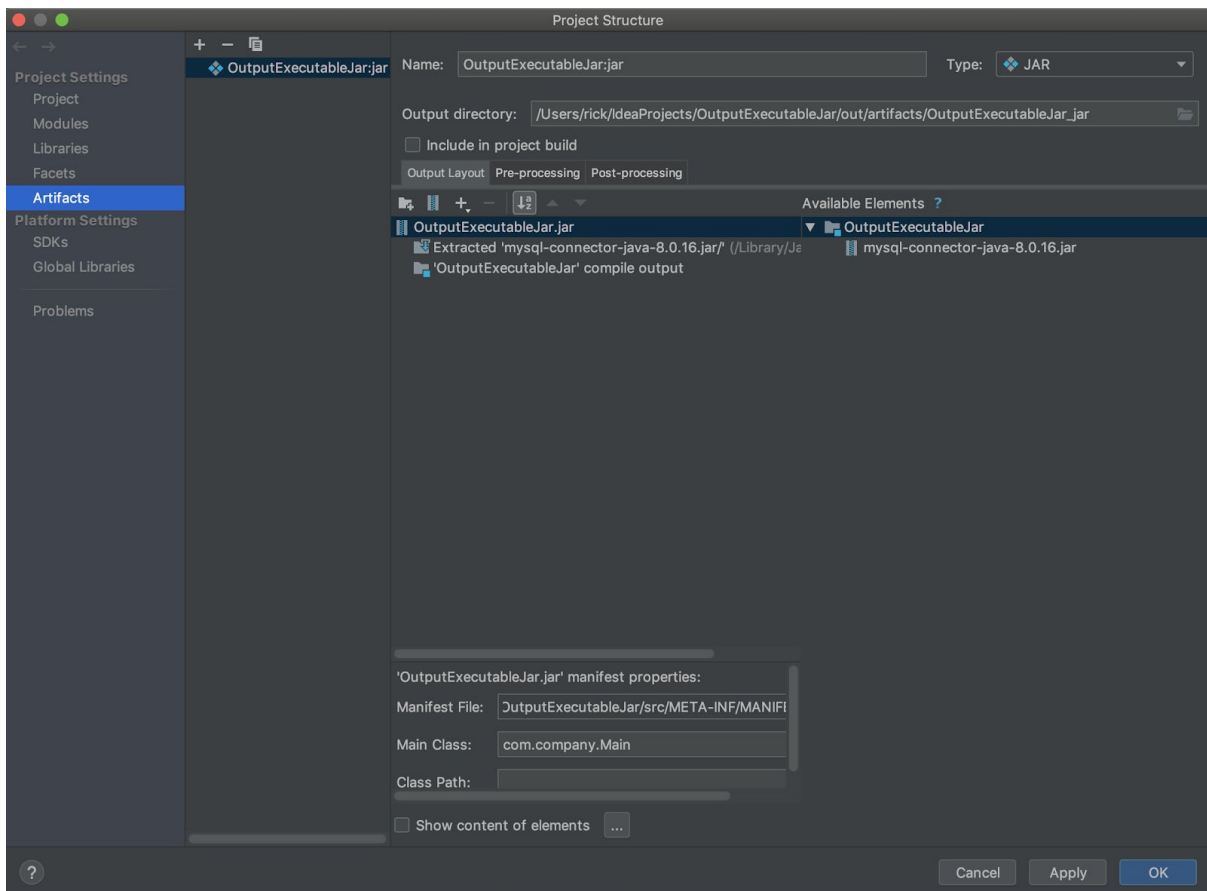 Project Structure
Project Settings
Project
Modules
Libraries
Facets
Artifacts
Platform Settings
SDKs
Global Libraries
Problems
OutputExecutableJar:jar
Name: OutputExecutableJar:jar Type: JAR
Output directory: /Users/rick/IdeaProjects/OutputExecutableJar/out/artifacts/OutputExecutableJar_jar
Include in project build
Output Layout Pre-processing Post-processing
Available Elements ?
OutputExecutableJar.jar
Extracted 'mysql-connector-java-8.0.16.jar/' (/Library/Ja
'OutputExecutableJar' compile output
OutputExecutableJar
mysql-connector-java-8.0.16.jar
'OutputExecutableJar.jar' manifest properties:
Manifest File: OutputExecutableJar/src/META-INF/MANIFE
Main Class: com.company.Main
Class Path:
Show content of elements ...
? Cancel Apply OK